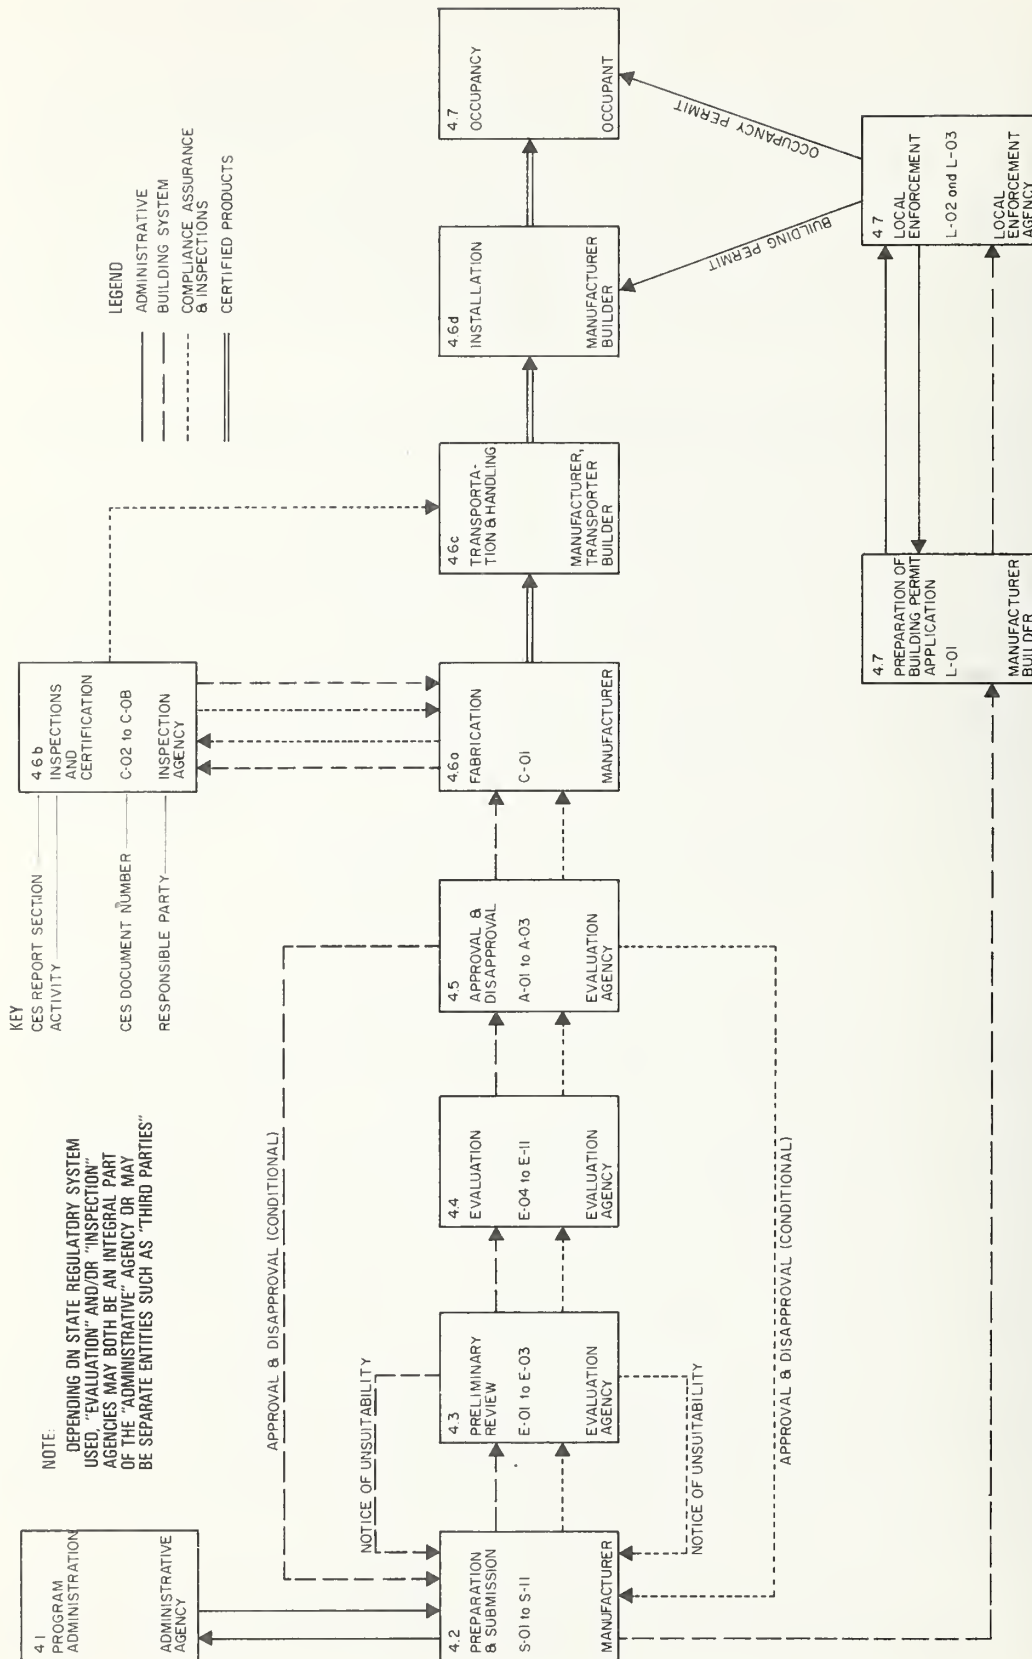 4.1
PROGRAM
ADMINISTRATION
ADMINISTRATIVE
AGENCY
NOTE:
DEPENDING ON STATE REGULATORY SYSTEM
USED, "EVALUATION" AND/OR "INSPECTION"
AGENCIES MAY BOTH BE AN INTEGRAL PART
OF THE "ADMINISTRATIVE" AGENCY OR MAY
BE SEPARATE ENTITIES SUCH AS "THIRD PARTIES"
KEY
CES REPORT SECTION
ACTIVITY
CES DOCUMENT NUMBER
RESPONSIBLE PARTY
4.6b
INSPECTIONS
AND
CERTIFICATION
C-02 to C-08
INSPECTION
AGENCY
LEGEND
ADMINISTRATIVE
BUILDING SYSTEM
COMPLIANCE ASSURANCE
& INSPECTIONS
CERTIFIED PRODUCTS
APPROVAL & DISAPPROVAL (CONDITIONAL)
NOTICE OF UNSUITABILITY
4.2
PREPARATION
& SUBMISSION
S-01 to S-11
MANUFACTURER
4.3
PRELIMINARY
REVIEW
E-01 to E-03
EVALUATION
AGENCY
4.4
EVALUATION
E-04 to E-11
EVALUATION
AGENCY
4.5
APPROVAL &
DISAPPROVAL
A-01 to A-03
EVALUATION
AGENCY
4.6a
FABRICATION
C-01
MANUFACTURER
4.6c
TRANSPORTA-
TION & HANDLING
MANUFACTURER,
TRANSPORTER
BUILDER
4.6d
INSTALLATION
MANUFACTURER
BUILDER
4.7
OCCUPANCY
OCCUPANT
NOTICE OF UNSUITABILITY
APPROVAL & DISAPPROVAL (CONDITIONAL)
BUILDING PERMIT
OCCUPANCY PERMIT
4.7
PREPARATION OF
BUILDING PERMIT
APPLICATION
L-01
MANUFACTURER
BUILDER
4.7
LOCAL
ENFORCEMENT
L-02 and L-03
LOCAL
ENFORCEMENT
AGENCY